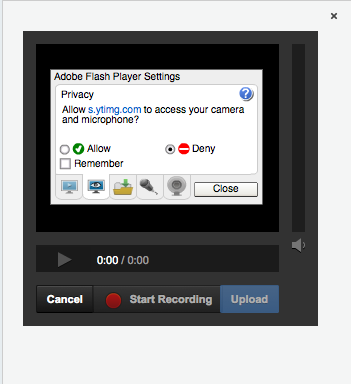 Adobe Flash Player Settings
Privacy
?
Allow s.ytimg.com to access your camera
and microphone?
Allow Deny
Remember
Close
0:00 / 0:00
Cancel Start Recording Upload